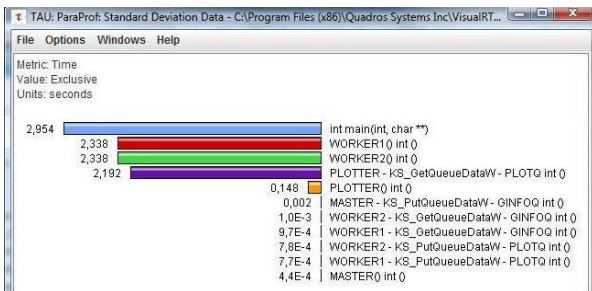 TAU: ParaProf: Standard Deviation Data - C:\Program Files (x86)\Quadros Systems Inc\VisualRT...
File Options Windows Help
Metric: Time
Value: Exclusive
Units: seconds
2,954 int main(int, char **)
2,338 WORKER1() int ()
2,338 WORKER2() int ()
2,192 PLOTTER - KS_GetQueueDataW - PLOTQ int ()
0,148 PLOTTER() int ()
0,002 MASTER - KS_PutQueueDataW - GINFOQ int ()
1,0E-3 WORKER2 - KS_GetQueueDataW - GINFOQ int ()
9,7E-4 WORKER1 - KS_GetQueueDataW - GINFOQ int ()
7,8E-4 WORKER2 - KS_PutQueueDataW - PLOTQ int ()
7,7E-4 WORKER1 - KS_PutQueueDataW - PLOTQ int ()
4,4E-4 MASTER() int ()